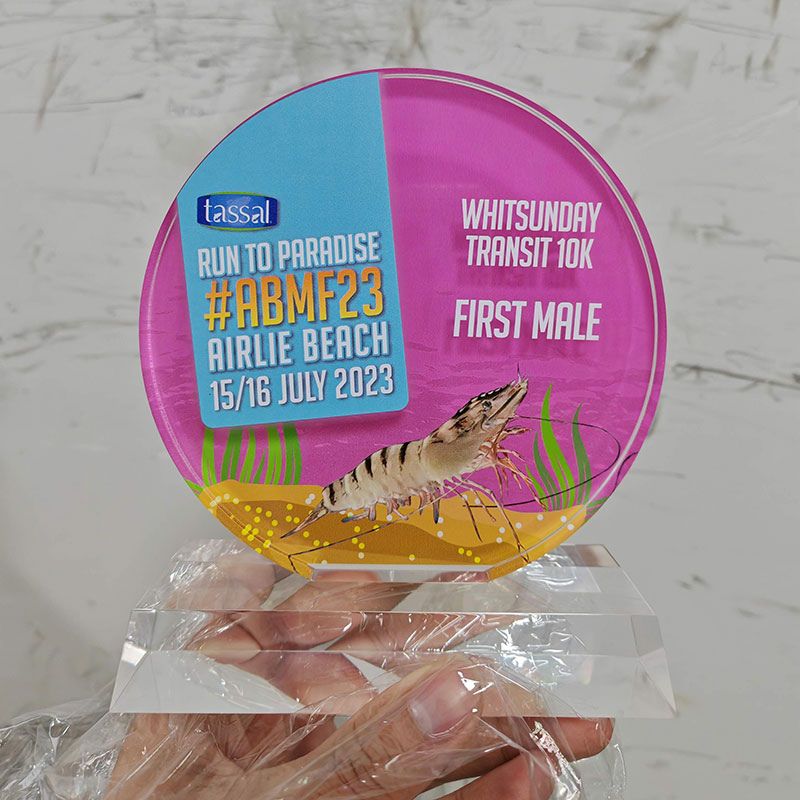 tassal
RUN TO PARADISE
#ABMF23
AIRLIE BEACH
15/16 JULY 2023
WHITSUNDAY
TRANSIT 10K
FIRST MALE